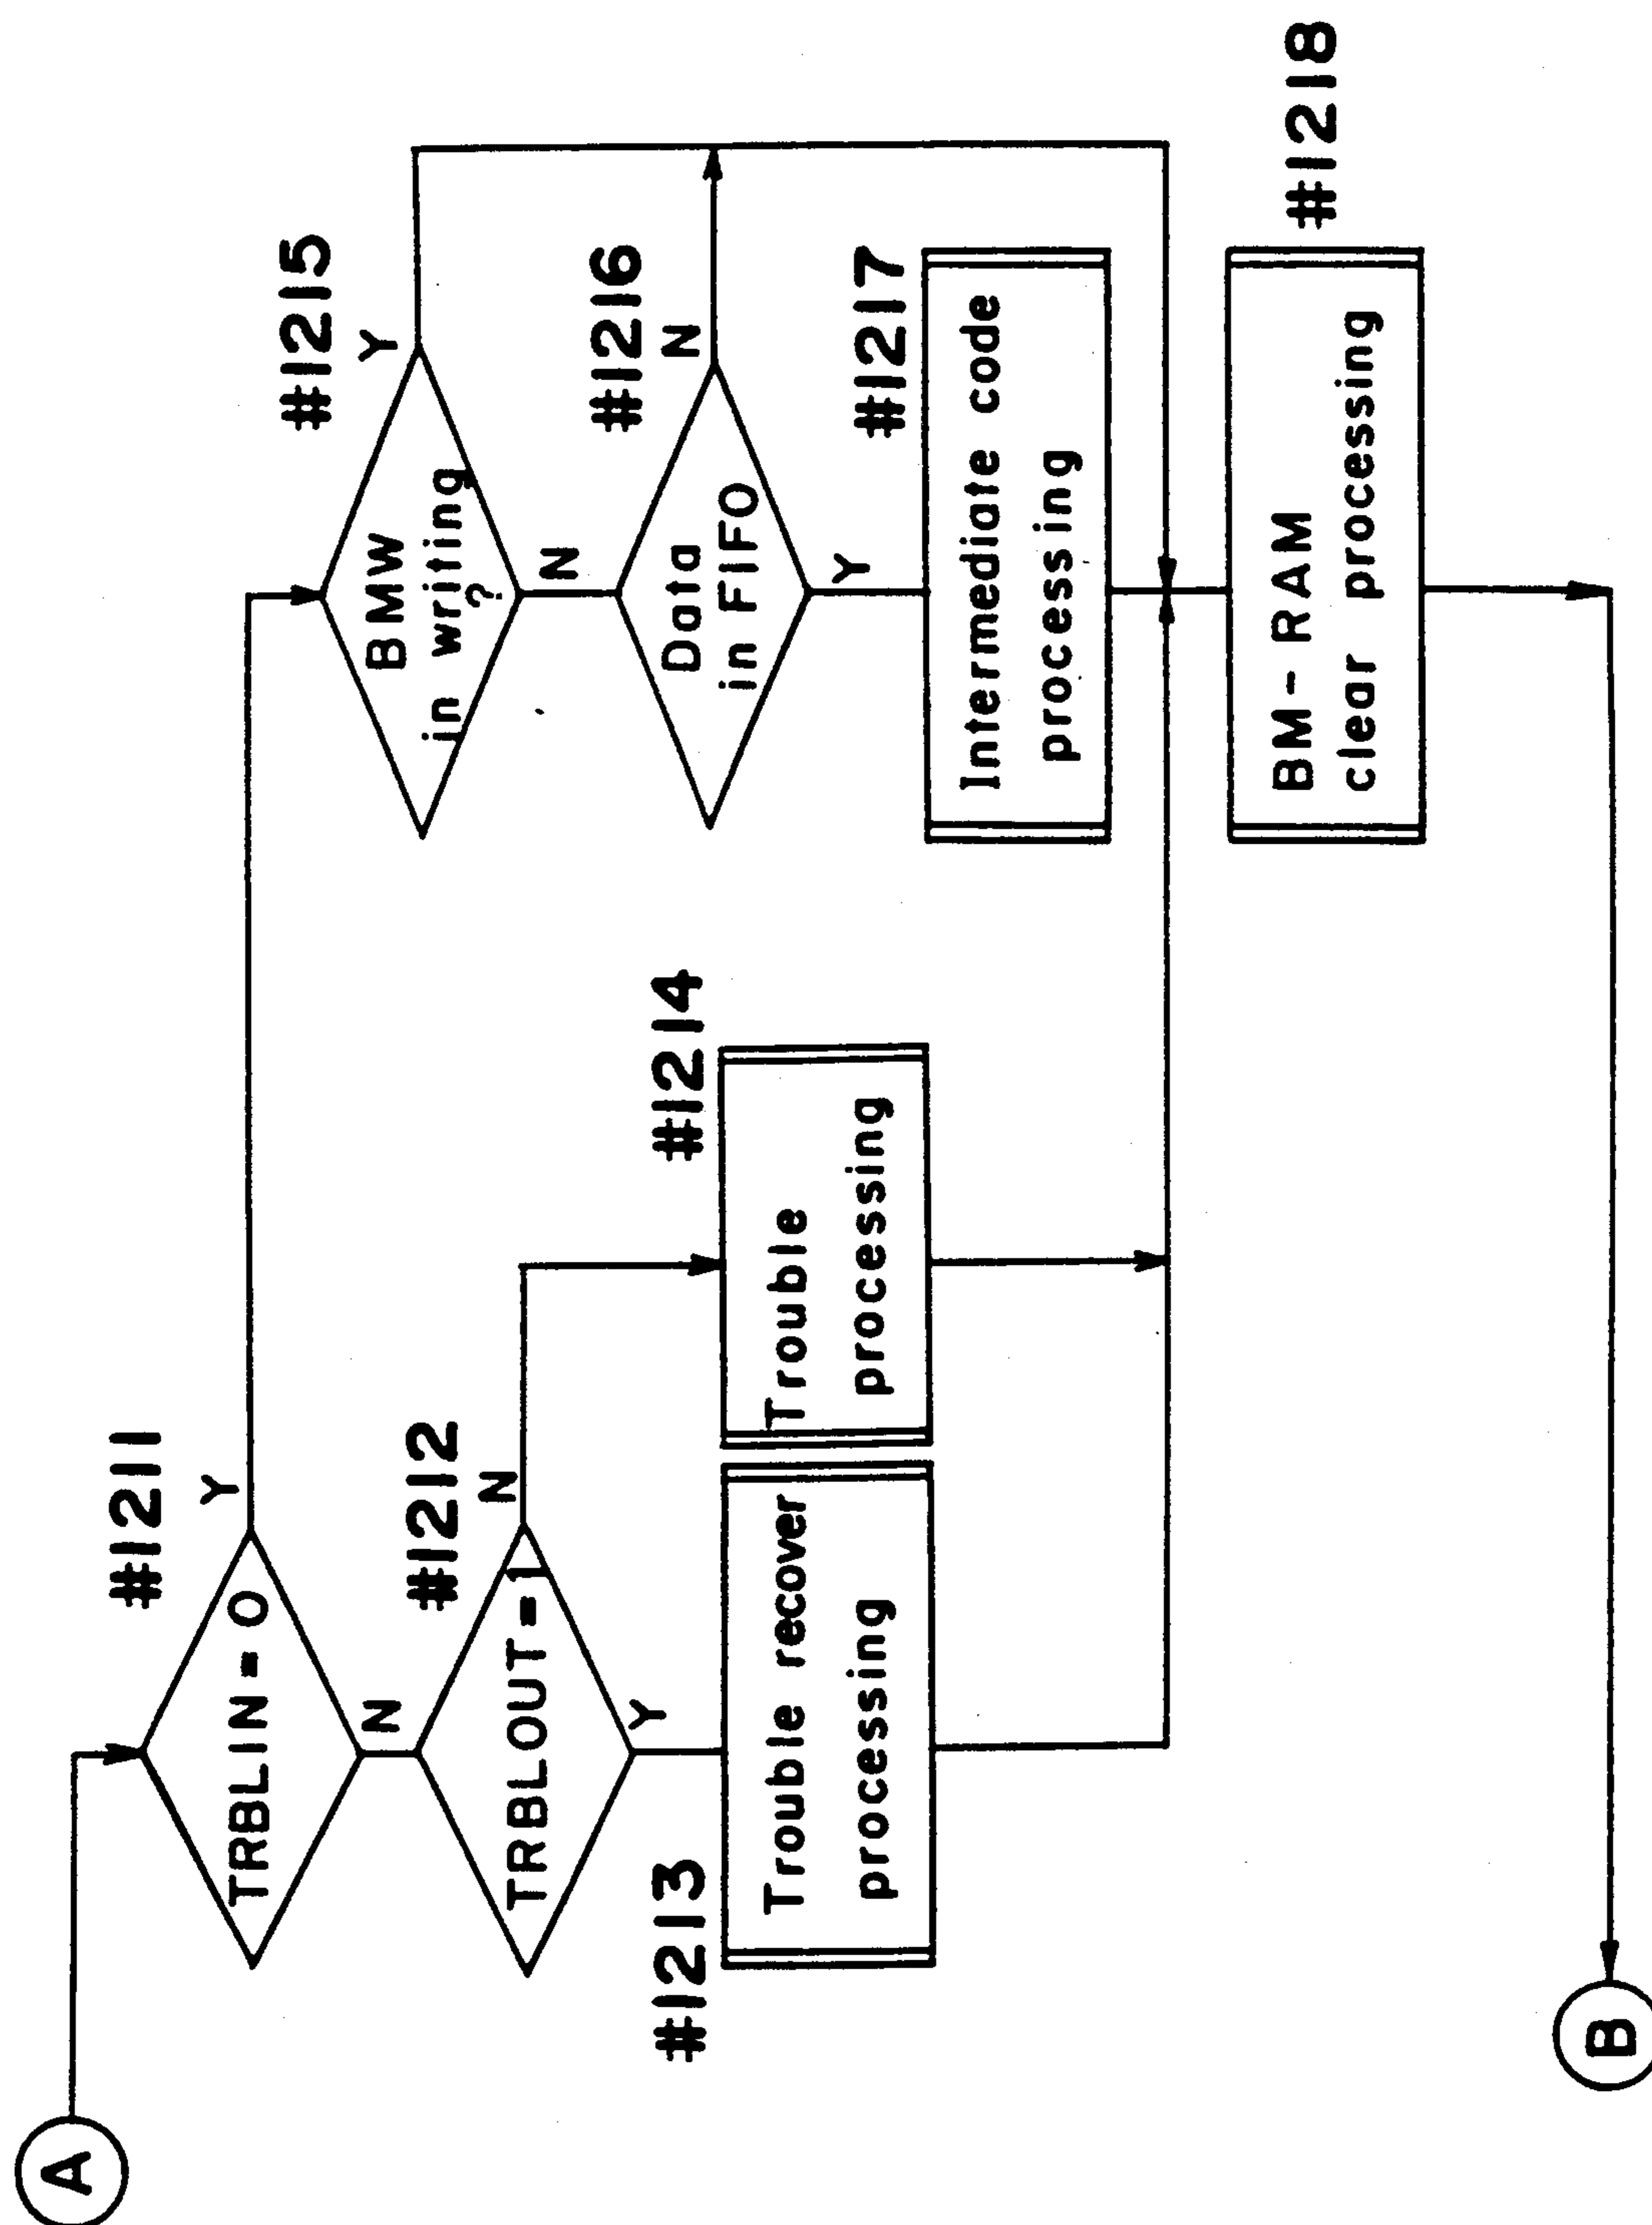 A
#1211
TRBLIN=0
Y
N
#1212
TRBLOUT=1
N
Y
#1213
Trouble recover
processing
#1214
Trouble
processing
#1215
BMW
in writing
?
Y
N
#1216
Data
in FIFO
N
Y
#1217
Intermediate code
processing
#1218
BM-RAM
clear processing
B